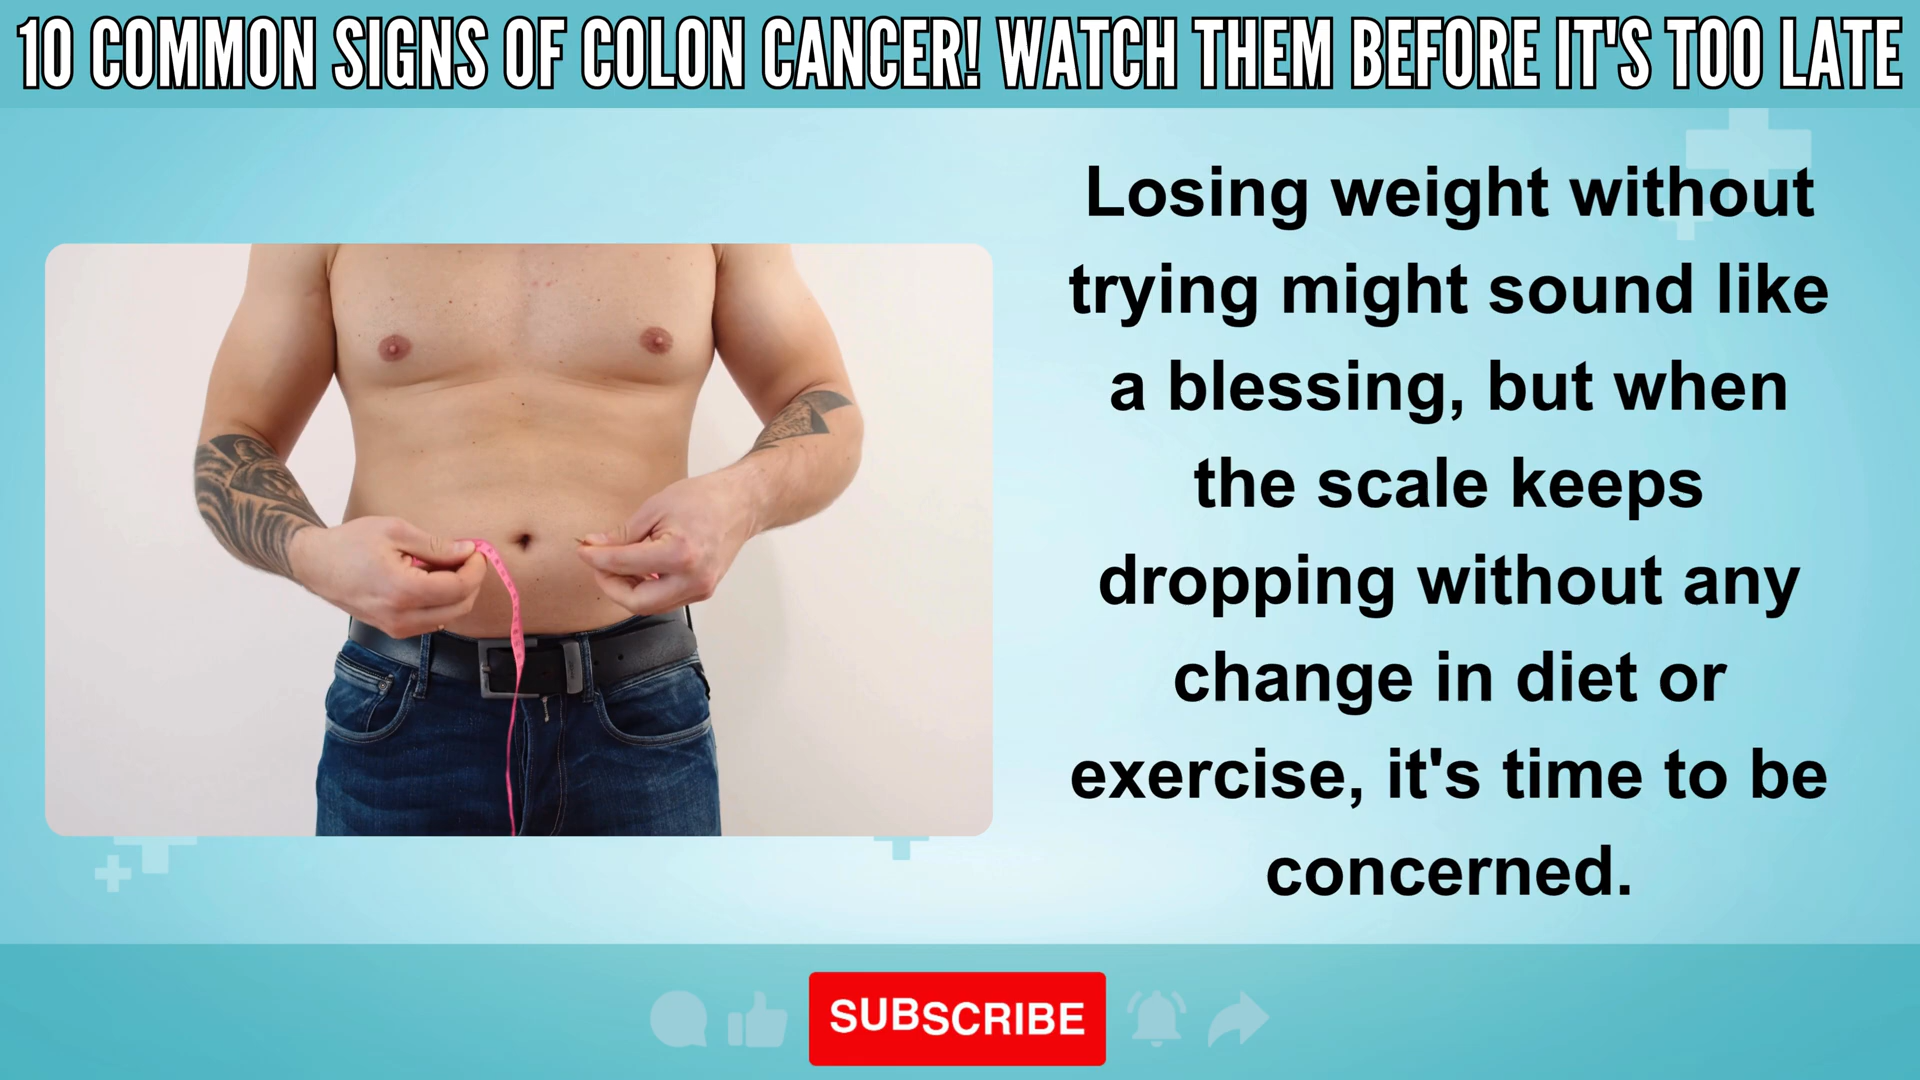 10 COMMON SIGNS OF COLON CANCER! WATCH THEM BEFORE IT'S TOO LATE
Losing weight without
trying might sound like
a blessing, but when
the scale keeps
dropping without any
change in diet or
exercise, it's time to be
concerned.
SUBSCRIBE